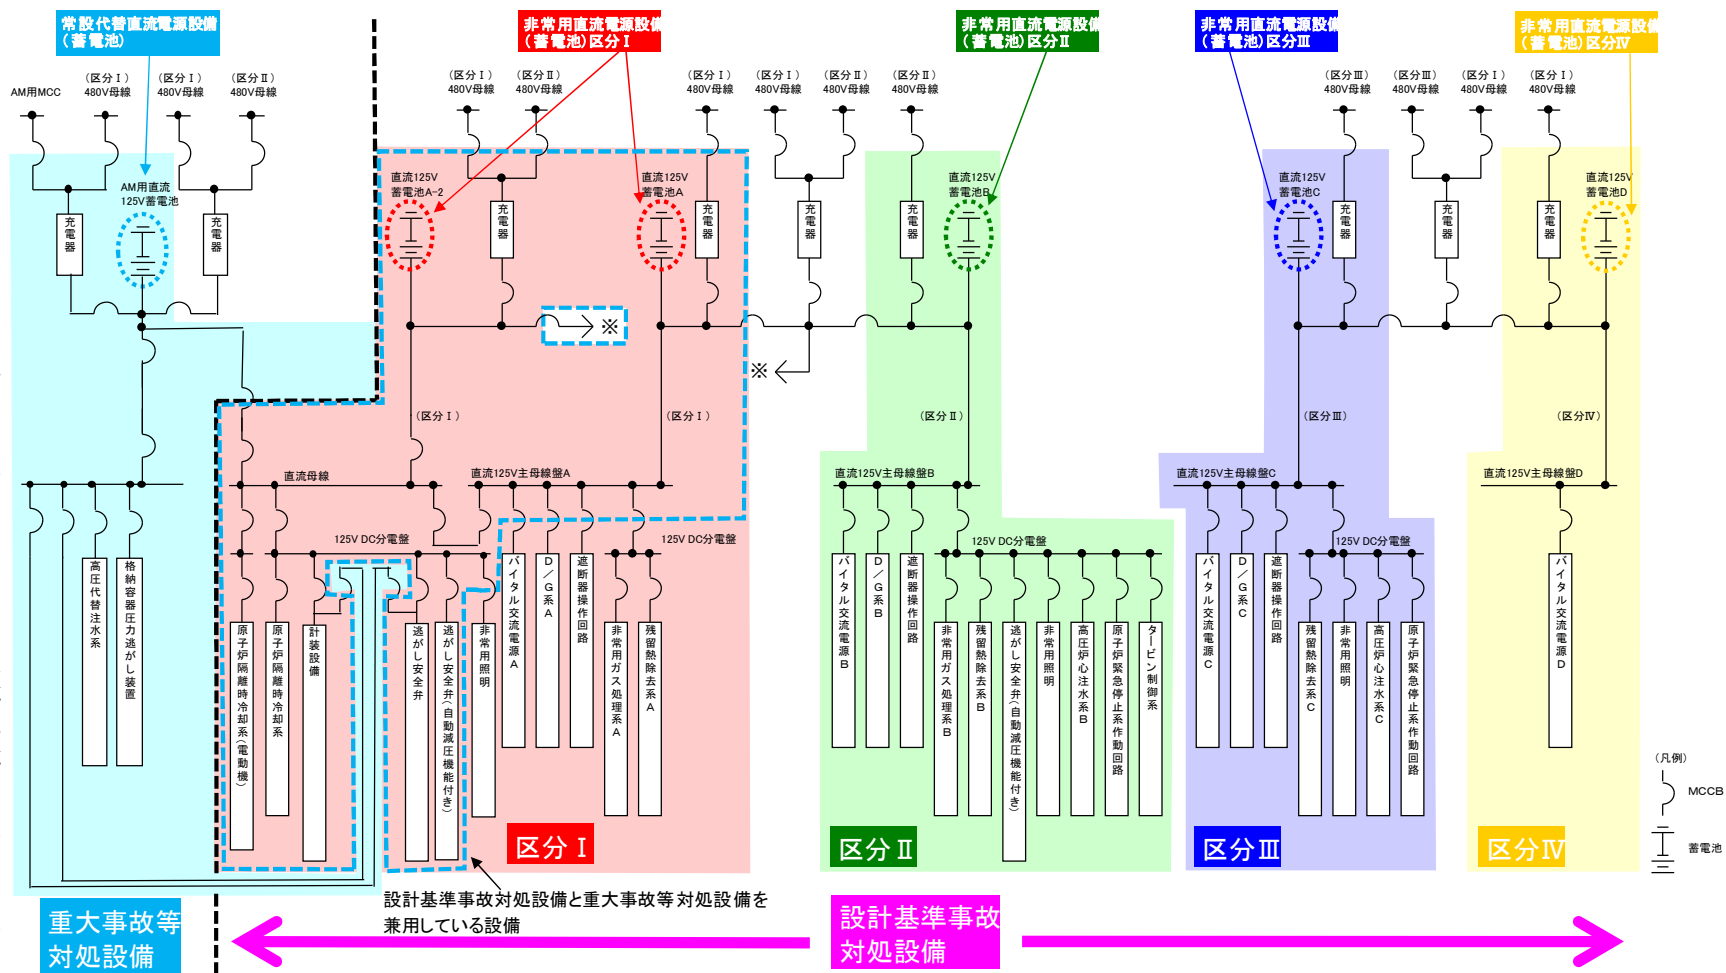 常設代替直流電源設備
(蓄電池)
非常用直流電源設備
(蓄電池)区分Ⅰ
非常用直流電源設備
(蓄電池)区分Ⅱ
非常用直流電源設備
(蓄電池)区分Ⅲ
非常用直流電源設備
(蓄電池)区分Ⅳ
AM用MCC
(区分Ⅰ)
480V母線
(区分Ⅰ)
480V母線
(区分Ⅱ)
480V母線
(区分Ⅰ)
480V母線
(区分Ⅱ)
480V母線
(区分Ⅰ)
480V母線
(区分Ⅰ)
480V母線
(区分Ⅱ)
480V母線
(区分Ⅱ)
480V母線
(区分Ⅲ)
480V母線
(区分Ⅲ)
480V母線
(区分Ⅰ)
480V母線
(区分Ⅰ)
480V母線
AM用直流
125V蓄電池
直流125V
蓄電池A-2
直流125V
蓄電池A
直流125V
蓄電池B
直流125V
蓄電池C
直流125V
蓄電池D
充電器
充電器
充電器
充電器
充電器
充電器
充電器
充電器
充電器
※
※
(区分Ⅰ)
(区分Ⅰ)
(区分Ⅱ)
(区分Ⅲ)
(区分Ⅳ)
直流母線
直流125V主母線盤A
直流125V主母線盤B
直流125V主母線盤C
直流125V主母線盤D
125V DC分電盤
125V DC分電盤
125V DC分電盤
125V DC分電盤
高圧代替注水系
格納容器圧力逃がし装置
原子炉隔離時冷却系(電動機)
原子炉隔離時冷却系
計装設備
逃がし安全弁
逃がし安全弁(自動減圧機能付き)
非常用照明
バイタル交流電源A
D/G系A
遮断器操作回路
非常用ガス処理系A
残留熱除去系A
バイタル交流電源B
D/G系B
遮断器操作回路
非常用ガス処理系B
残留熱除去系B
逃がし安全弁(自動減圧機能付き)
非常用照明
高圧炉心注水系B
原子炉緊急停止系作動回路
タービン制御系
バイタル交流電源C
D/G系C
遮断器操作回路
残留熱除去系C
非常用照明
高圧炉心注水系C
原子炉緊急停止系作動回路
バイタル交流電源D
(凡例)
MCCB
蓄電池
区分Ⅰ
区分Ⅱ
区分Ⅲ
区分Ⅳ
設計基準事故対処設備と重大事故等対処設備を
兼用している設備
重大事故等
対処設備
設計基準事故
対処設備